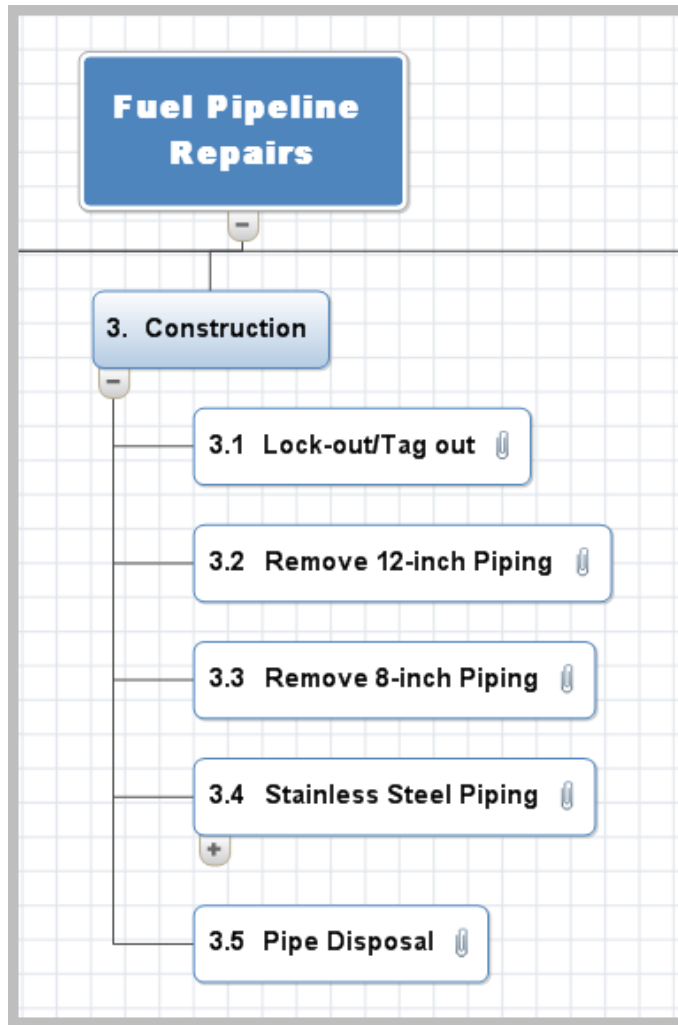 Fuel Pipeline
Repairs
3. Construction
3.1 Lock-out/Tag out
3.2 Remove 12-inch Piping
3.3 Remove 8-inch Piping
3.4 Stainless Steel Piping
3.5 Pipe Disposal